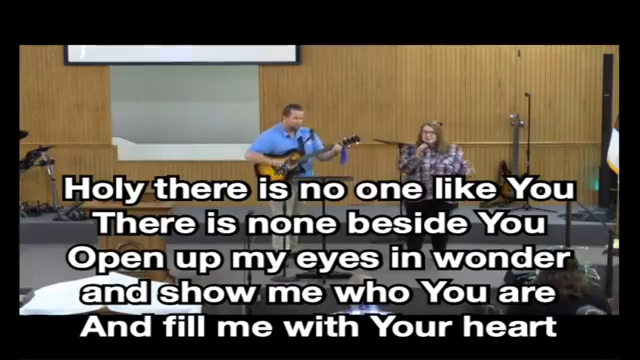 Holy there is no one like You
There is none beside You
Open up my eyes in wonder
and show me who You are
And fill me with Your heart